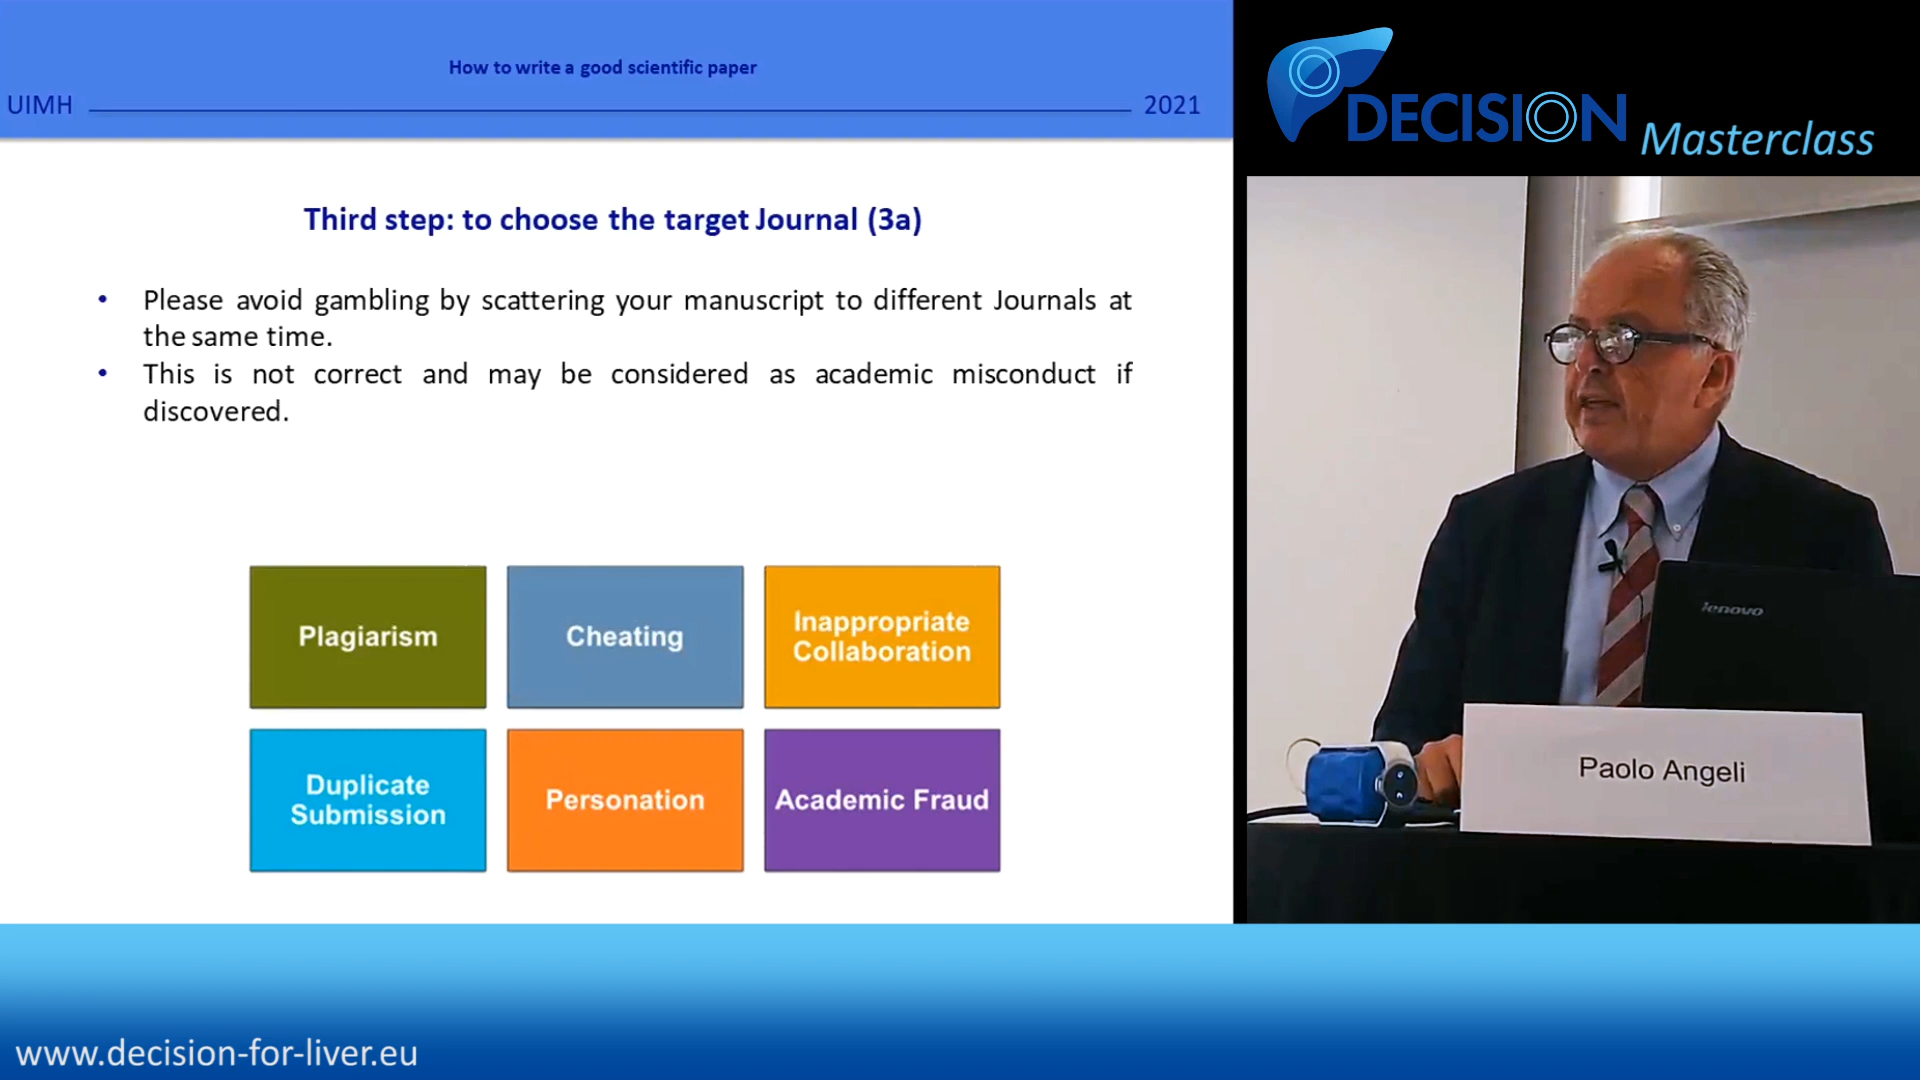 How to write a good scientific paper
UIMH
2021
Third step: to choose the target Journal (3a)
• Please avoid gambling by scattering your manuscript to different Journals at
the same time.
• This is not correct and may be considered as academic misconduct if
discovered.
Plagiarism
Cheating
Inappropriate
Collaboration
Duplicate
Submission
Personation
Academic Fraud
DECISION
Masterclass
lenovo
Paolo Angeli
www.decision-for-liver.eu